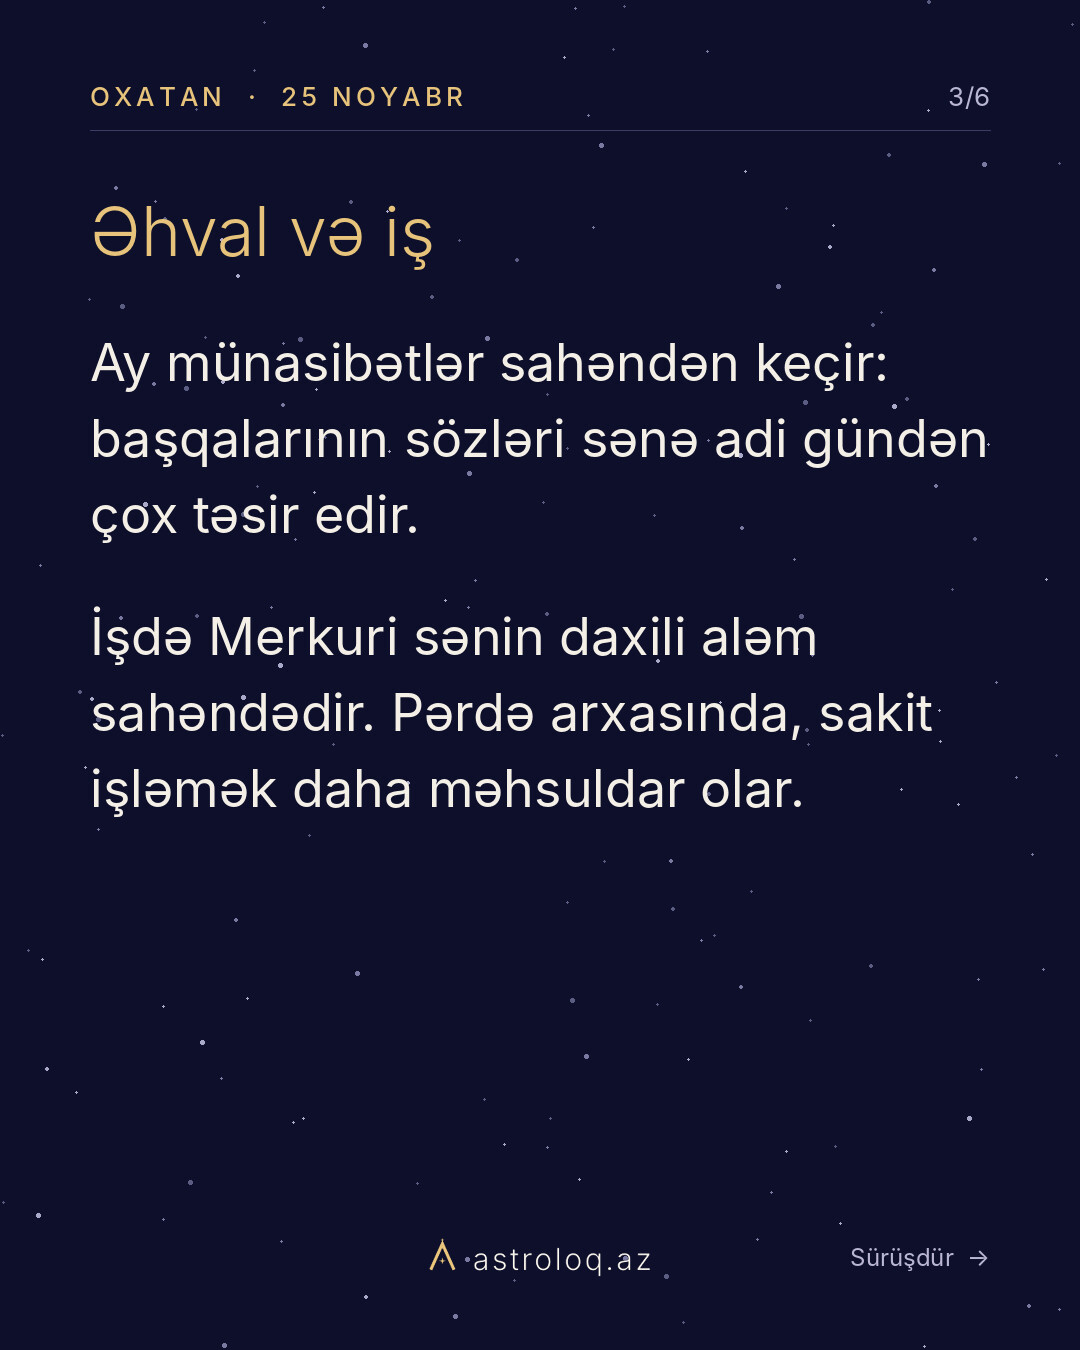 OXATAN · 25 NOYABR 3/6
Əhval və iş
Ay münasibətlər sahəndən keçir:
başqalarının sözləri sənə adi gündən
çox təsir edir.
İşdə Merkuri sənin daxili aləm
sahəndədir. Pərdə arxasında, sakit
işləmək daha məhsuldar olar.
astroloq.az Sürüşdür →